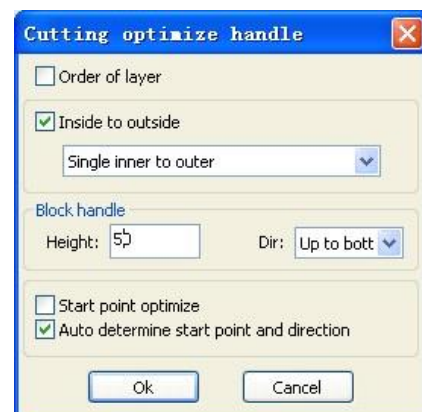 Cutting optimize handle
Order of layer
Inside to outside
Single inner to outer
Block handle
Height:
Dir: Up to bott
Start point optimize
Auto determine start point and direction
Ok
Cancel